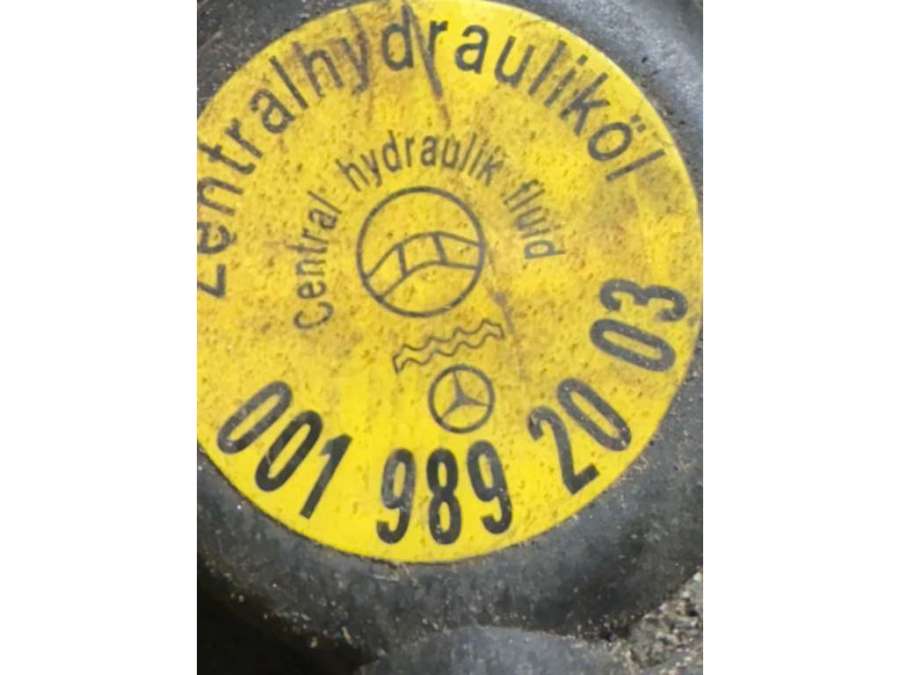 Zentralhydrauliköl
Central hydraulik fluid
001 989 20 03